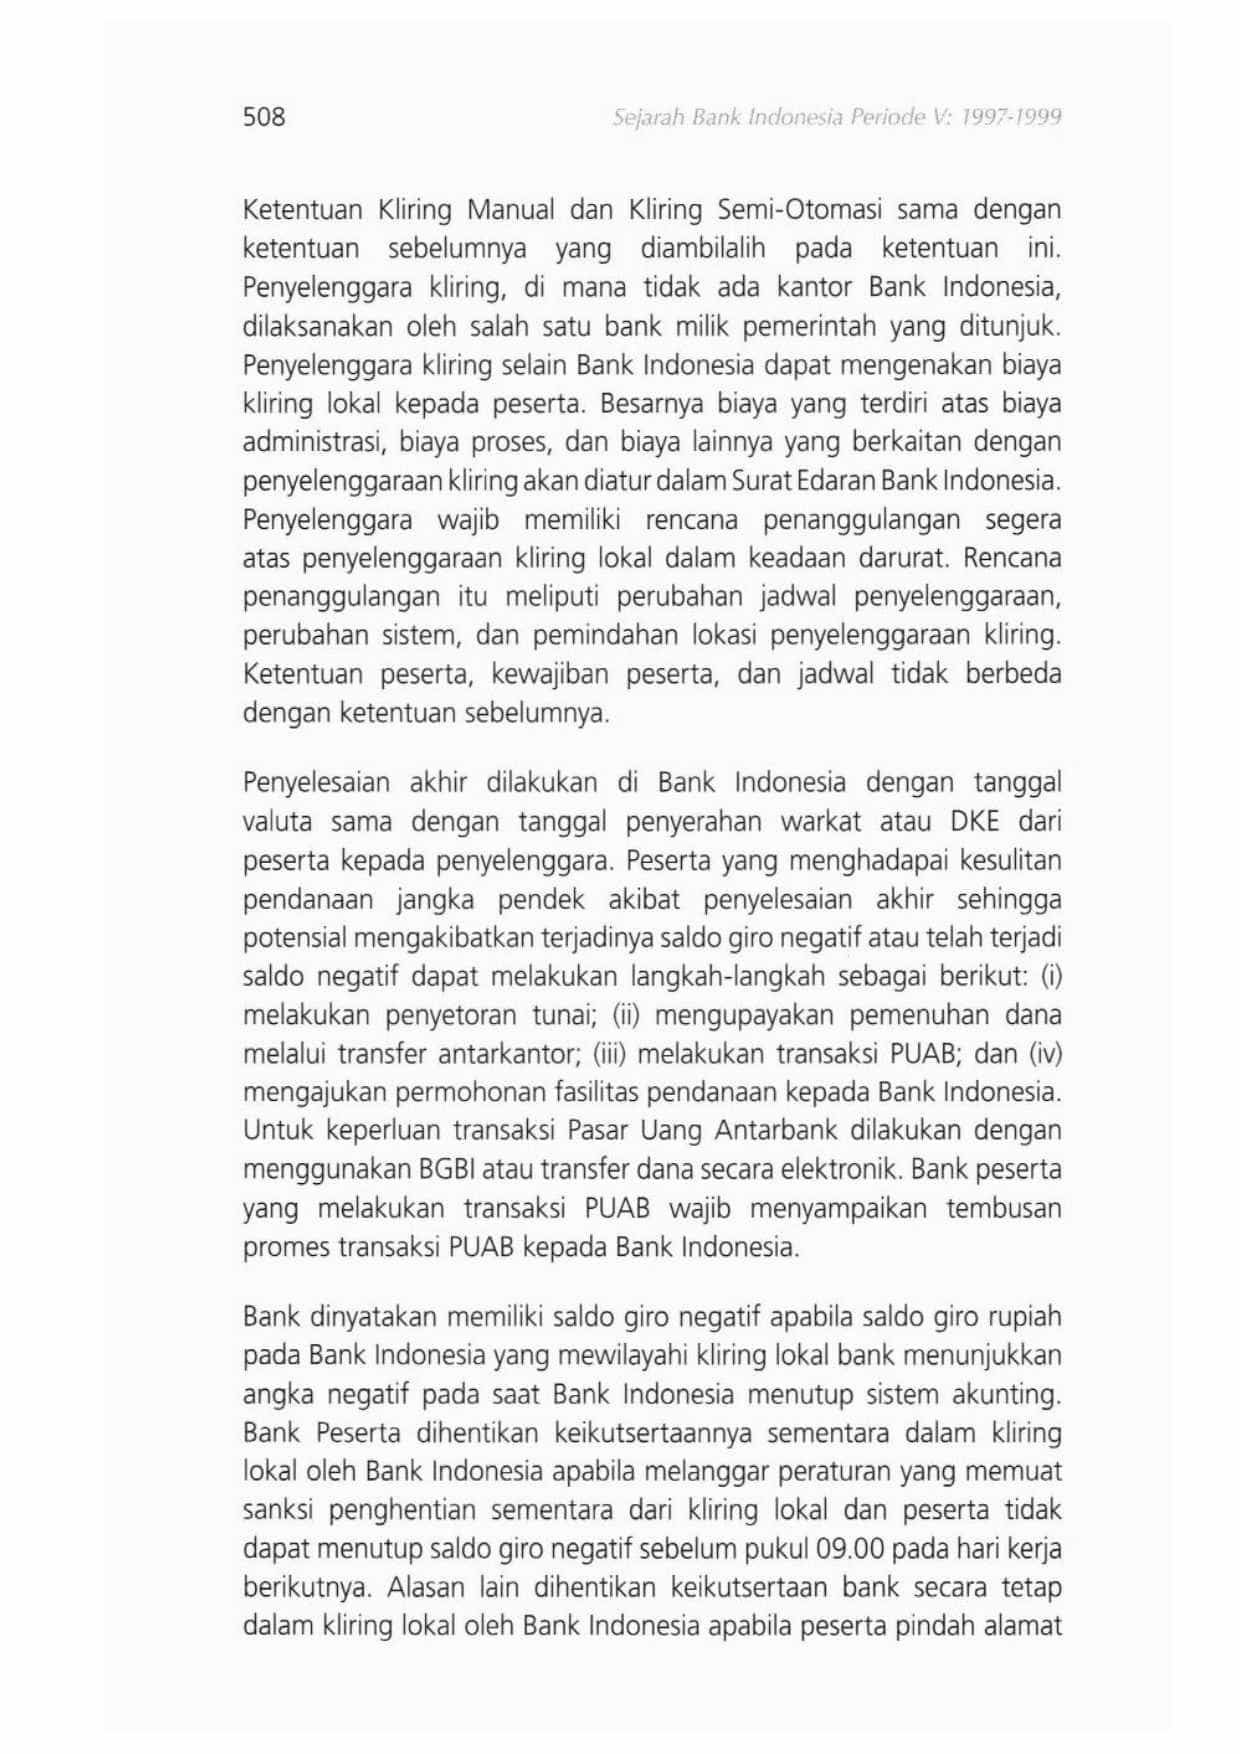 508
Sejarah Bank Indonesia Periode V: 1997-1999
Ketentuan Kliring Manual dan Kliring Semi-Otomasi sama dengan
ketentuan sebelumnya yang diambilalih pada ketentuan ini.
Penyelenggara kliring, di mana tidak ada kantor Bank Indonesia,
dilaksanakan oleh salah satu bank milik pemerintah yang ditunjuk.
Penyelenggara kliring selain Bank Indonesia dapat mengenakan biaya
kliring lokal kepada peserta. Besarnya biaya yang terdiri atas biaya
administrasi, biaya proses, dan biaya lainnya yang berkaitan dengan
penyelenggaraan kliring akan diatur dalam Surat Edaran Bank Indonesia.
Penyelenggara wajib memiliki rencana penanggulangan segera
atas penyelenggaraan kliring lokal dalam keadaan darurat. Rencana
penanggulangan itu meliputi perubahan jadwal penyelenggaraan,
perubahan sistem, dan pemindahan lokasi penyelenggaraan kliring.
Ketentuan peserta, kewajiban peserta, dan jadwal tidak berbeda
dengan ketentuan sebelumnya.
Penyelesaian akhir dilakukan di Bank Indonesia dengan tanggal
valuta sama dengan tanggal penyerahan warkat atau DKE dari
peserta kepada penyelenggara. Peserta yang menghadapai kesulitan
pendanaan jangka pendek akibat penyelesaian akhir sehingga
potensial mengakibatkan terjadinya saldo giro negatif atau telah terjadi
saldo negatif dapat melakukan langkah-langkah sebagai berikut: (i)
melakukan penyetoran tunai; (ii) mengupayakan pemenuhan dana
melalui transfer antarkantor; (iii) melakukan transaksi PUAB; dan (iv)
mengajukan permohonan fasilitas pendanaan kepada Bank Indonesia.
Untuk keperluan transaksi Pasar Uang Antarbank dilakukan dengan
menggunakan BGBI atau transfer dana secara elektronik. Bank peserta
yang melakukan transaksi PUAB wajib menyampaikan tembusan
promes transaksi PUAB kepada Bank Indonesia.
Bank dinyatakan memiliki saldo giro negatif apabila saldo giro rupiah
pada Bank Indonesia yang mewilayahi kliring lokal bank menunjukkan
angka negatif pada saat Bank Indonesia menutup sistem akunting.
Bank Peserta dihentikan keikutsertaannya sementara dalam kliring
lokal oleh Bank Indonesia apabila melanggar peraturan yang memuat
sanksi penghentian sementara dari kliring lokal dan peserta tidak
dapat menutup saldo giro negatif sebelum pukul 09.00 pada hari kerja
berikutnya. Alasan lain dihentikan keikutsertaan bank secara tetap
dalam kliring lokal oleh Bank Indonesia apabila peserta pindah alamat